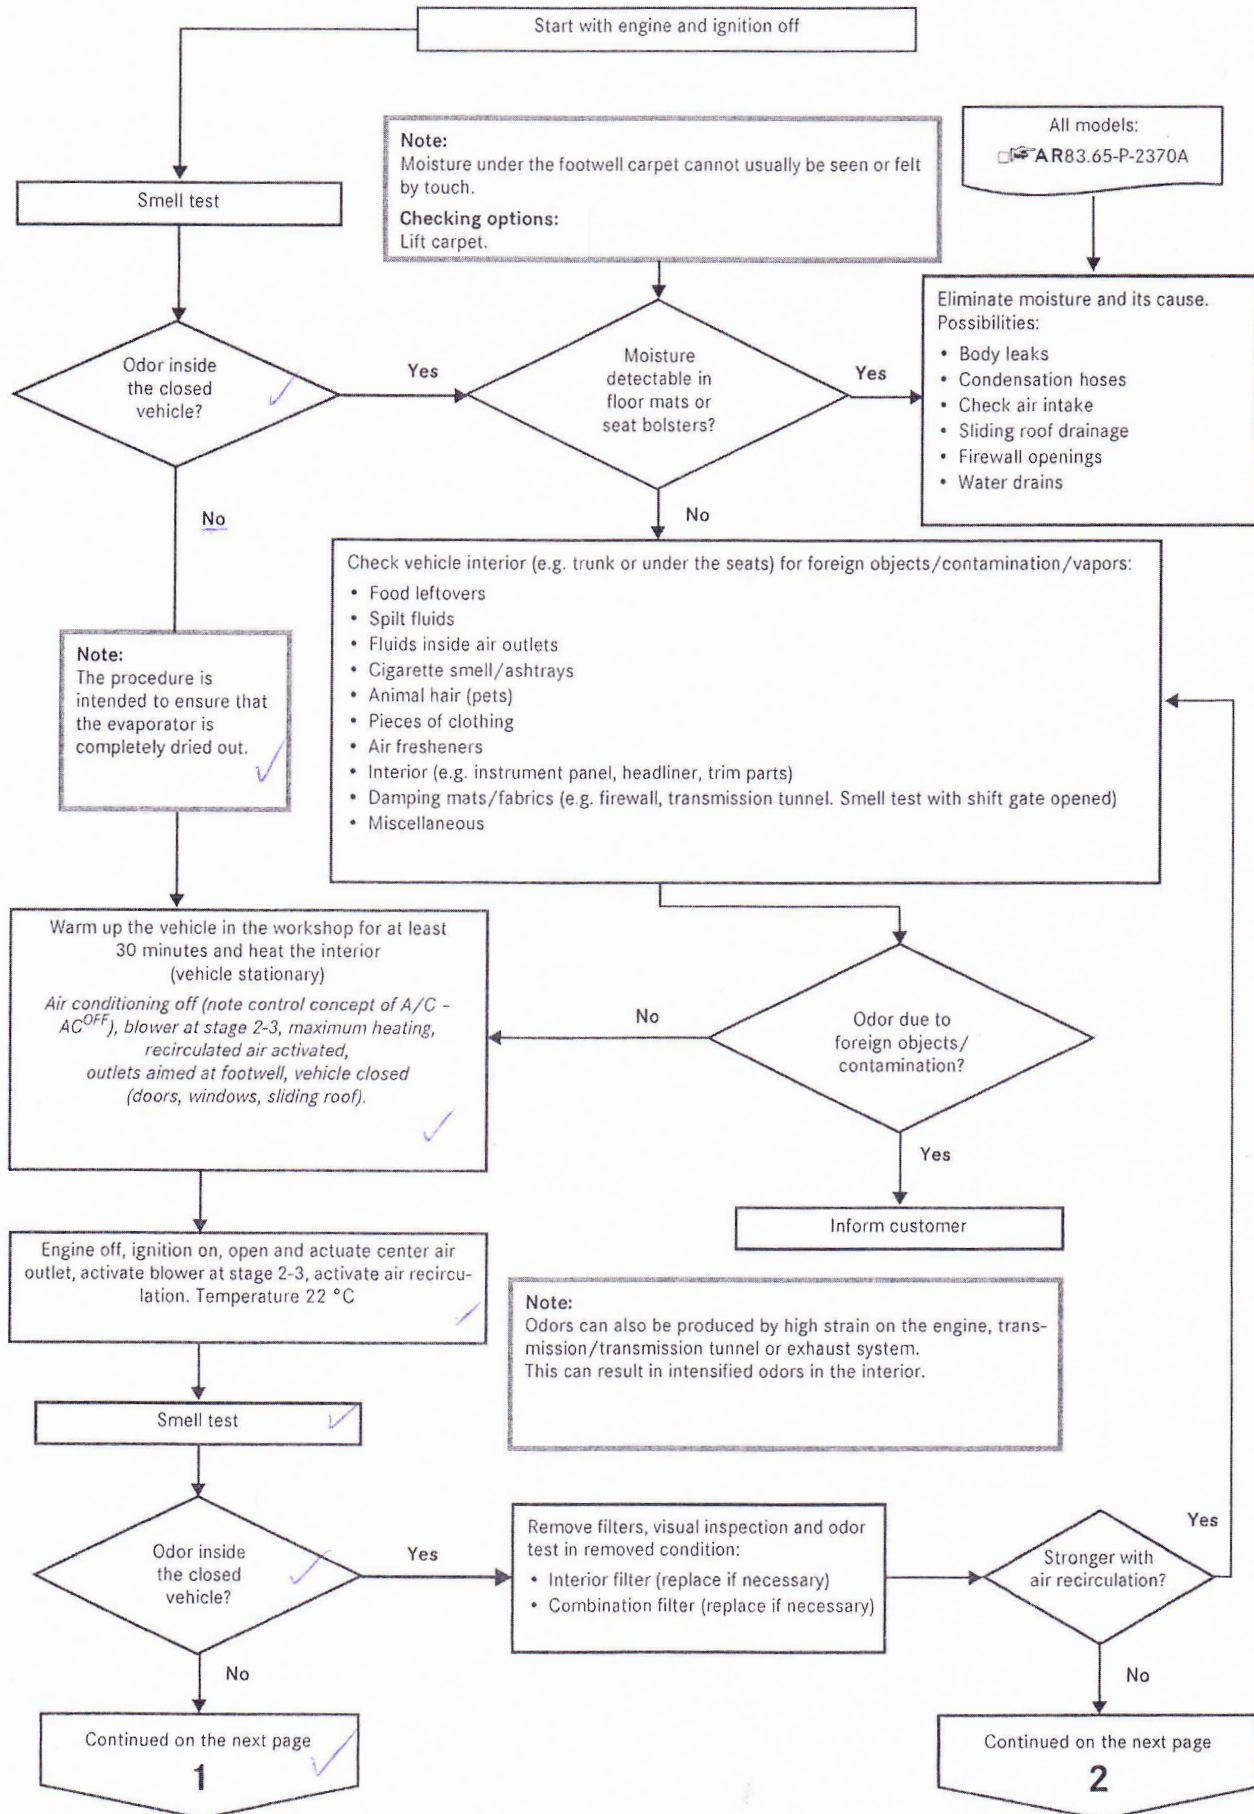 Start with engine and ignition off
Smell test
Note:
Moisture under the footwell carpet cannot usually be seen or felt
by touch.
Checking options:
Lift carpet.
All models:
AR83.65-P-2370A
Odor inside
the closed
vehicle?
Yes
Moisture
detectable in
floor mats or
seat bolsters?
Yes
Eliminate moisture and its cause.
Possibilities:
• Body leaks
• Condensation hoses
• Check air intake
• Sliding roof drainage
• Firewall openings
• Water drains
No
No
Note:
The procedure is
intended to ensure that
the evaporator is
completely dried out.
Check vehicle interior (e.g. trunk or under the seats) for foreign objects/contamination/vapors:
• Food leftovers
• Spilt fluids
• Fluids inside air outlets
• Cigarette smell/ashtrays
• Animal hair (pets)
• Pieces of clothing
• Air fresheners
• Interior (e.g. instrument panel, headliner, trim parts)
• Damping mats/fabrics (e.g. firewall, transmission tunnel. Smell test with shift gate opened)
• Miscellaneous
Warm up the vehicle in the workshop for at least
30 minutes and heat the interior
(vehicle stationary)
Air conditioning off (note control concept of A/C -
ACOFF), blower at stage 2-3, maximum heating,
recirculated air activated,
outlets aimed at footwell, vehicle closed
(doors, windows, sliding roof).
No
Odor due to
foreign objects/
contamination?
Yes
Inform customer
Engine off, ignition on, open and actuate center air
outlet, activate blower at stage 2-3, activate air recircu-
lation. Temperature 22 °C
Note:
Odors can also be produced by high strain on the engine, trans-
mission/transmission tunnel or exhaust system.
This can result in intensified odors in the interior.
Smell test
Odor inside
the closed
vehicle?
Yes
Remove filters, visual inspection and odor
test in removed condition:
• Interior filter (replace if necessary)
• Combination filter (replace if necessary)
Stronger with
air recirculation?
Yes
No
No
Continued on the next page
1
Continued on the next page
2